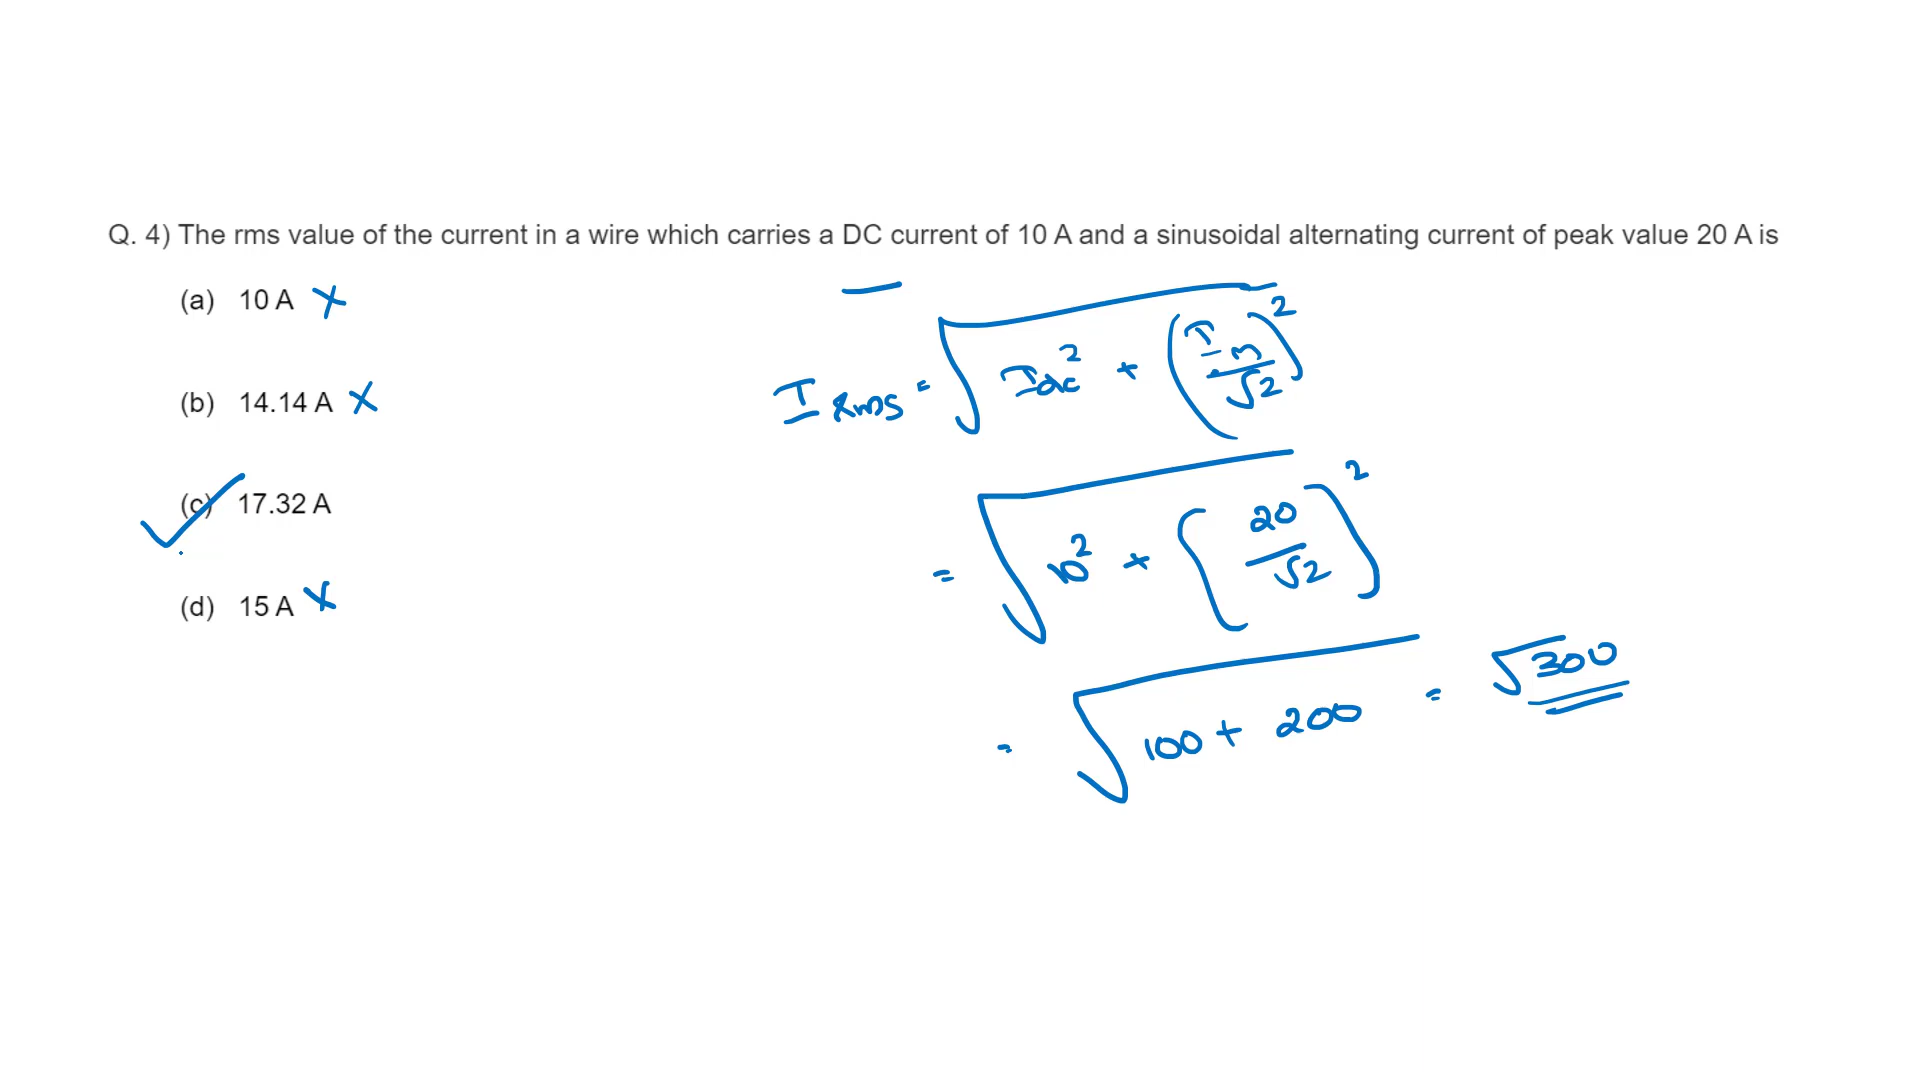 Q. 4) The rms value of the current in a wire which carries a DC current of 10 A and a sinusoidal alternating current of peak value 20 A is
(a) 10 A ×
(b) 14.14 A ×
(c) 17.32 A ✓
(d) 15 A ×
I Rms = √(Idc² + (Im/√2)²)
= √(10² + [20/√2]²)
= √(100 + 200) = √300